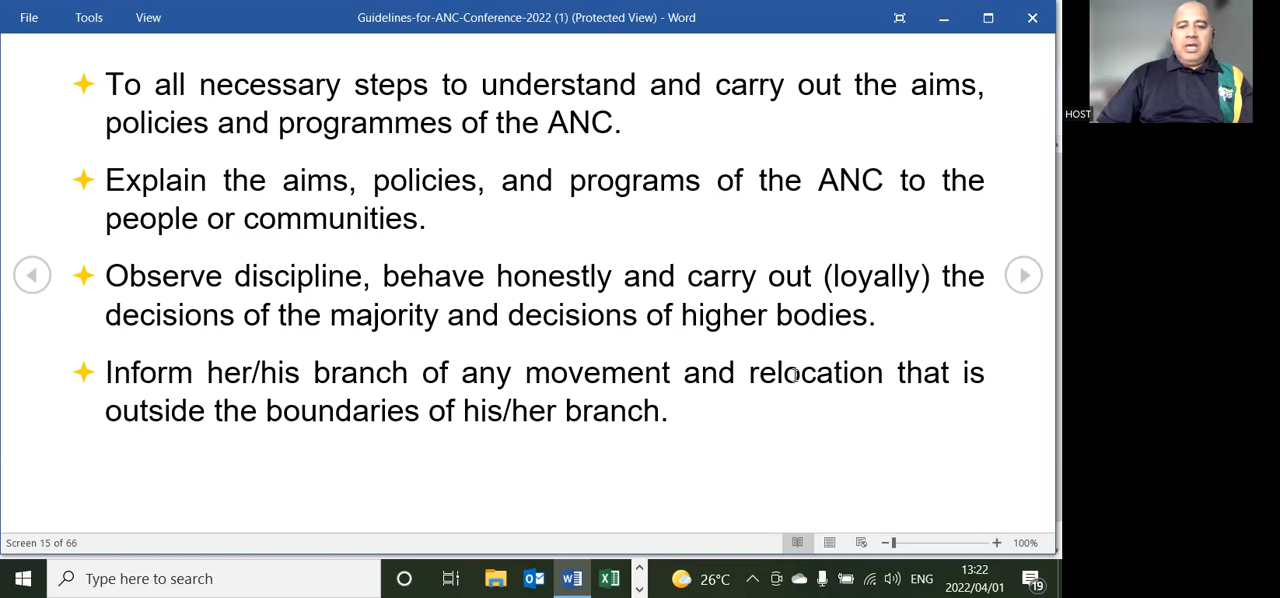 File Tools View Guidelines-for-ANC-Conference-2022 (1) (Protected View) - Word
To all necessary steps to understand and carry out the aims,
policies and programmes of the ANC.
Explain the aims, policies, and programs of the ANC to the
people or communities.
Observe discipline, behave honestly and carry out (loyally) the
decisions of the majority and decisions of higher bodies.
Inform her/his branch of any movement and relocation that is
outside the boundaries of his/her branch.
HOST
Screen 15 of 66
100%
Type here to search
26°C
ENG
13:22
2022/04/01
19